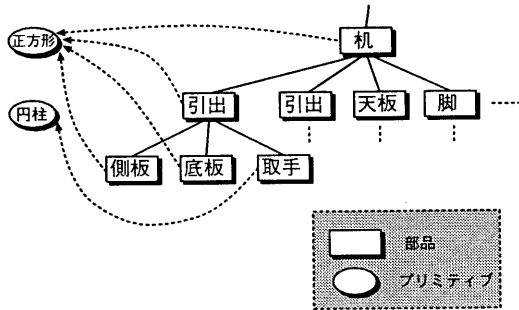 正方形
机
円柱
引出
引出
天板
脚
側板
底板
取手
部品
プリミティブ